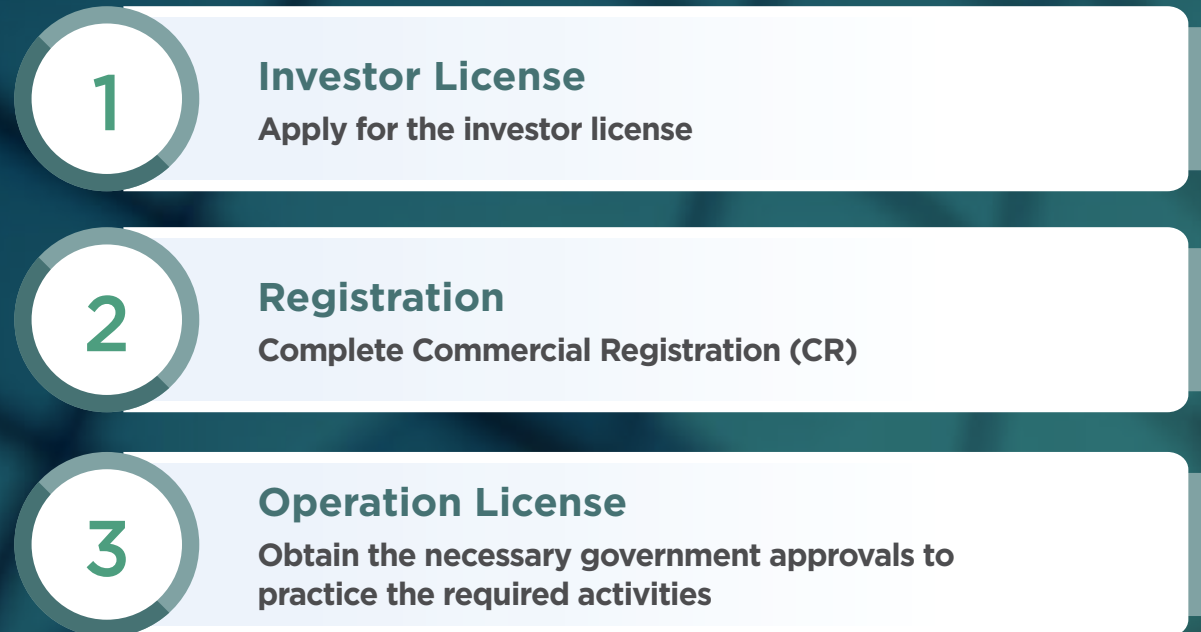 1
Investor License
Apply for the investor license
2
Registration
Complete Commercial Registration (CR)
3
Operation License
Obtain the necessary government approvals to
practice the required activities